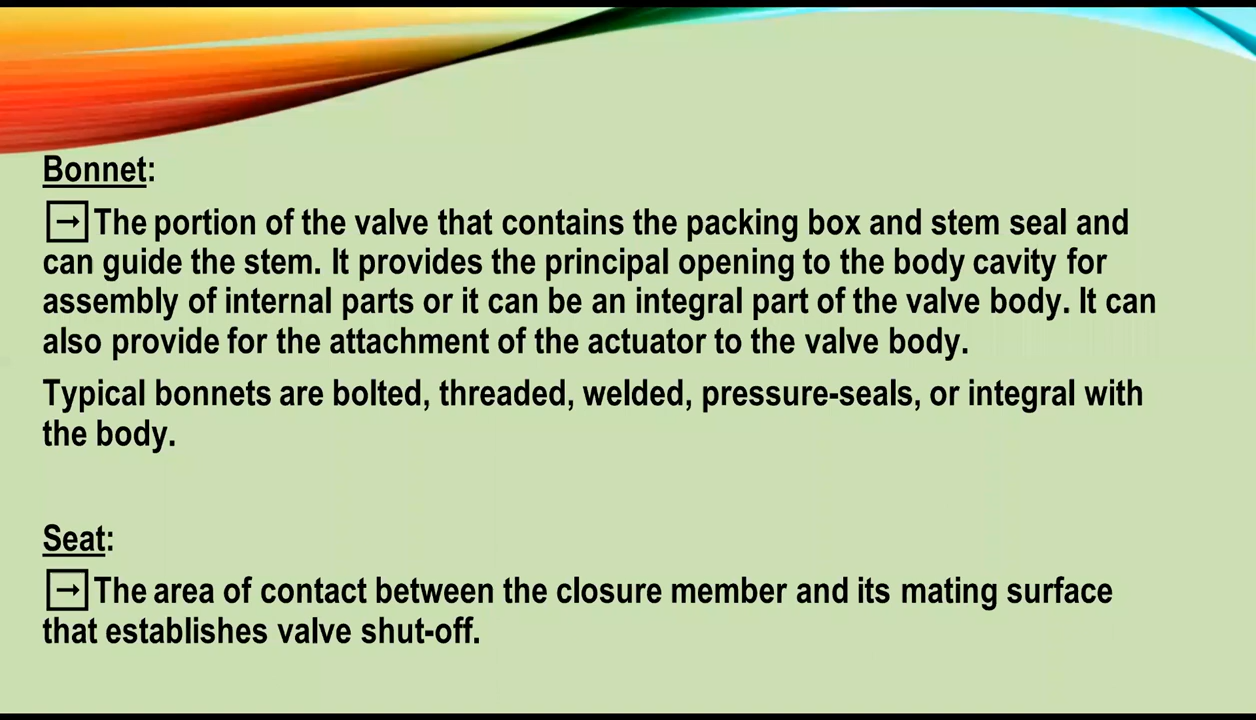 Bonnet:
→ The portion of the valve that contains the packing box and stem seal and
can guide the stem. It provides the principal opening to the body cavity for
assembly of internal parts or it can be an integral part of the valve body. It can
also provide for the attachment of the actuator to the valve body.
Typical bonnets are bolted, threaded, welded, pressure-seals, or integral with
the body.
Seat:
→ The area of contact between the closure member and its mating surface
that establishes valve shut-off.